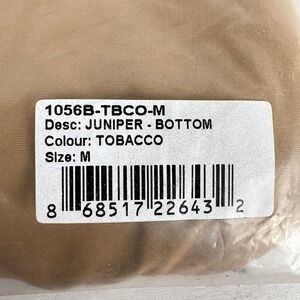 1056B-TBCO-M
Desc: JUNIPER - BOTTOM
Colour: TOBACCO
Size: M
8 68517 22643 2